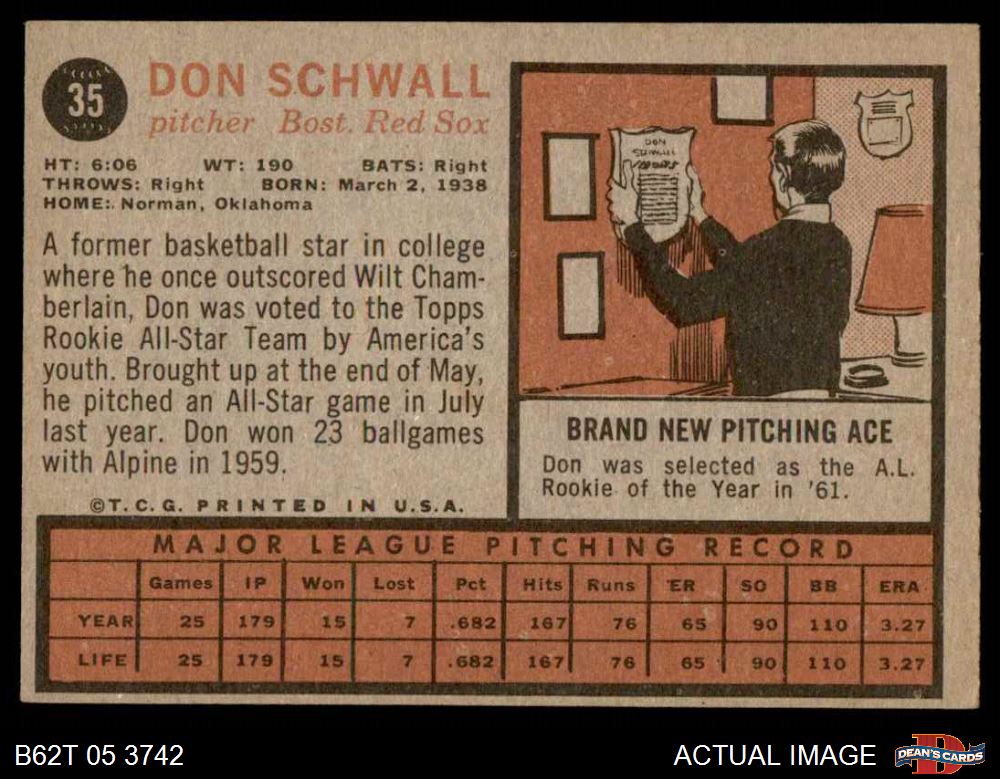 35
DON SCHWALL
pitcher Bost. Red Sox
HT: 6:06 WT: 190 BATS: Right
THROWS: Right BORN: March 2, 1938
HOME: Norman, Oklahoma
A former basketball star in college
where he once outscored Wilt Cham-
berlain, Don was voted to the Topps
Rookie All-Star Team by America's
youth. Brought up at the end of May,
he pitched an All-Star game in July
last year. Don won 23 ballgames
with Alpine in 1959.
©T.C.G. PRINTED IN U.S.A.
DON
SCHWALL
BRAND NEW PITCHING ACE
Don was selected as the A.L.
Rookie of the Year in '61.
MAJOR LEAGUE PITCHING RECORD
Games IP Won Lost Pct Hits Runs ER SO BB ERA
YEAR 25 179 15 7 .682 167 76 65 90 110 3.27
LIFE 25 179 15 7 .682 167 76 65 90 110 3.27
B62T 05 3742
ACTUAL IMAGE
DEAN'S CARDS